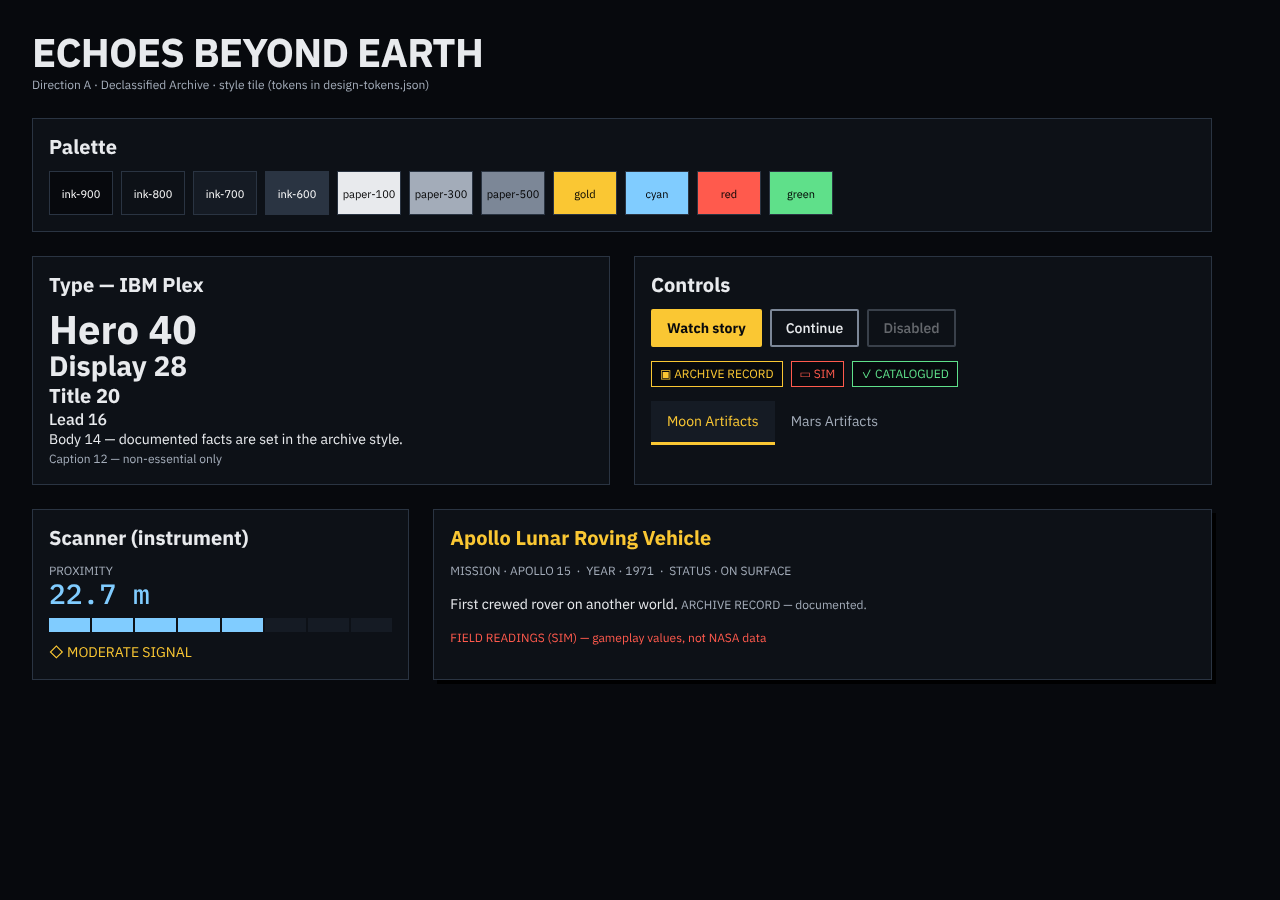 ECHOES BEYOND EARTH
Direction A · Declassified Archive · style tile (tokens in design-tokens.json)
Palette
ink-900 ink-800 ink-700 ink-600 paper-100 paper-300 paper-500 gold cyan red green
Type — IBM Plex
Hero 40
Display 28
Title 20
Lead 16
Body 14 — documented facts are set in the archive style.
Caption 12 — non-essential only
Controls
Watch story Continue Disabled
▣ ARCHIVE RECORD ▭ SIM ✓ CATALOGUED
Moon Artifacts Mars Artifacts
Scanner (instrument)
PROXIMITY
22.7 m
◇ MODERATE SIGNAL
Apollo Lunar Roving Vehicle
MISSION · APOLLO 15 · YEAR · 1971 · STATUS · ON SURFACE
First crewed rover on another world. ARCHIVE RECORD — documented.
FIELD READINGS (SIM) — gameplay values, not NASA data